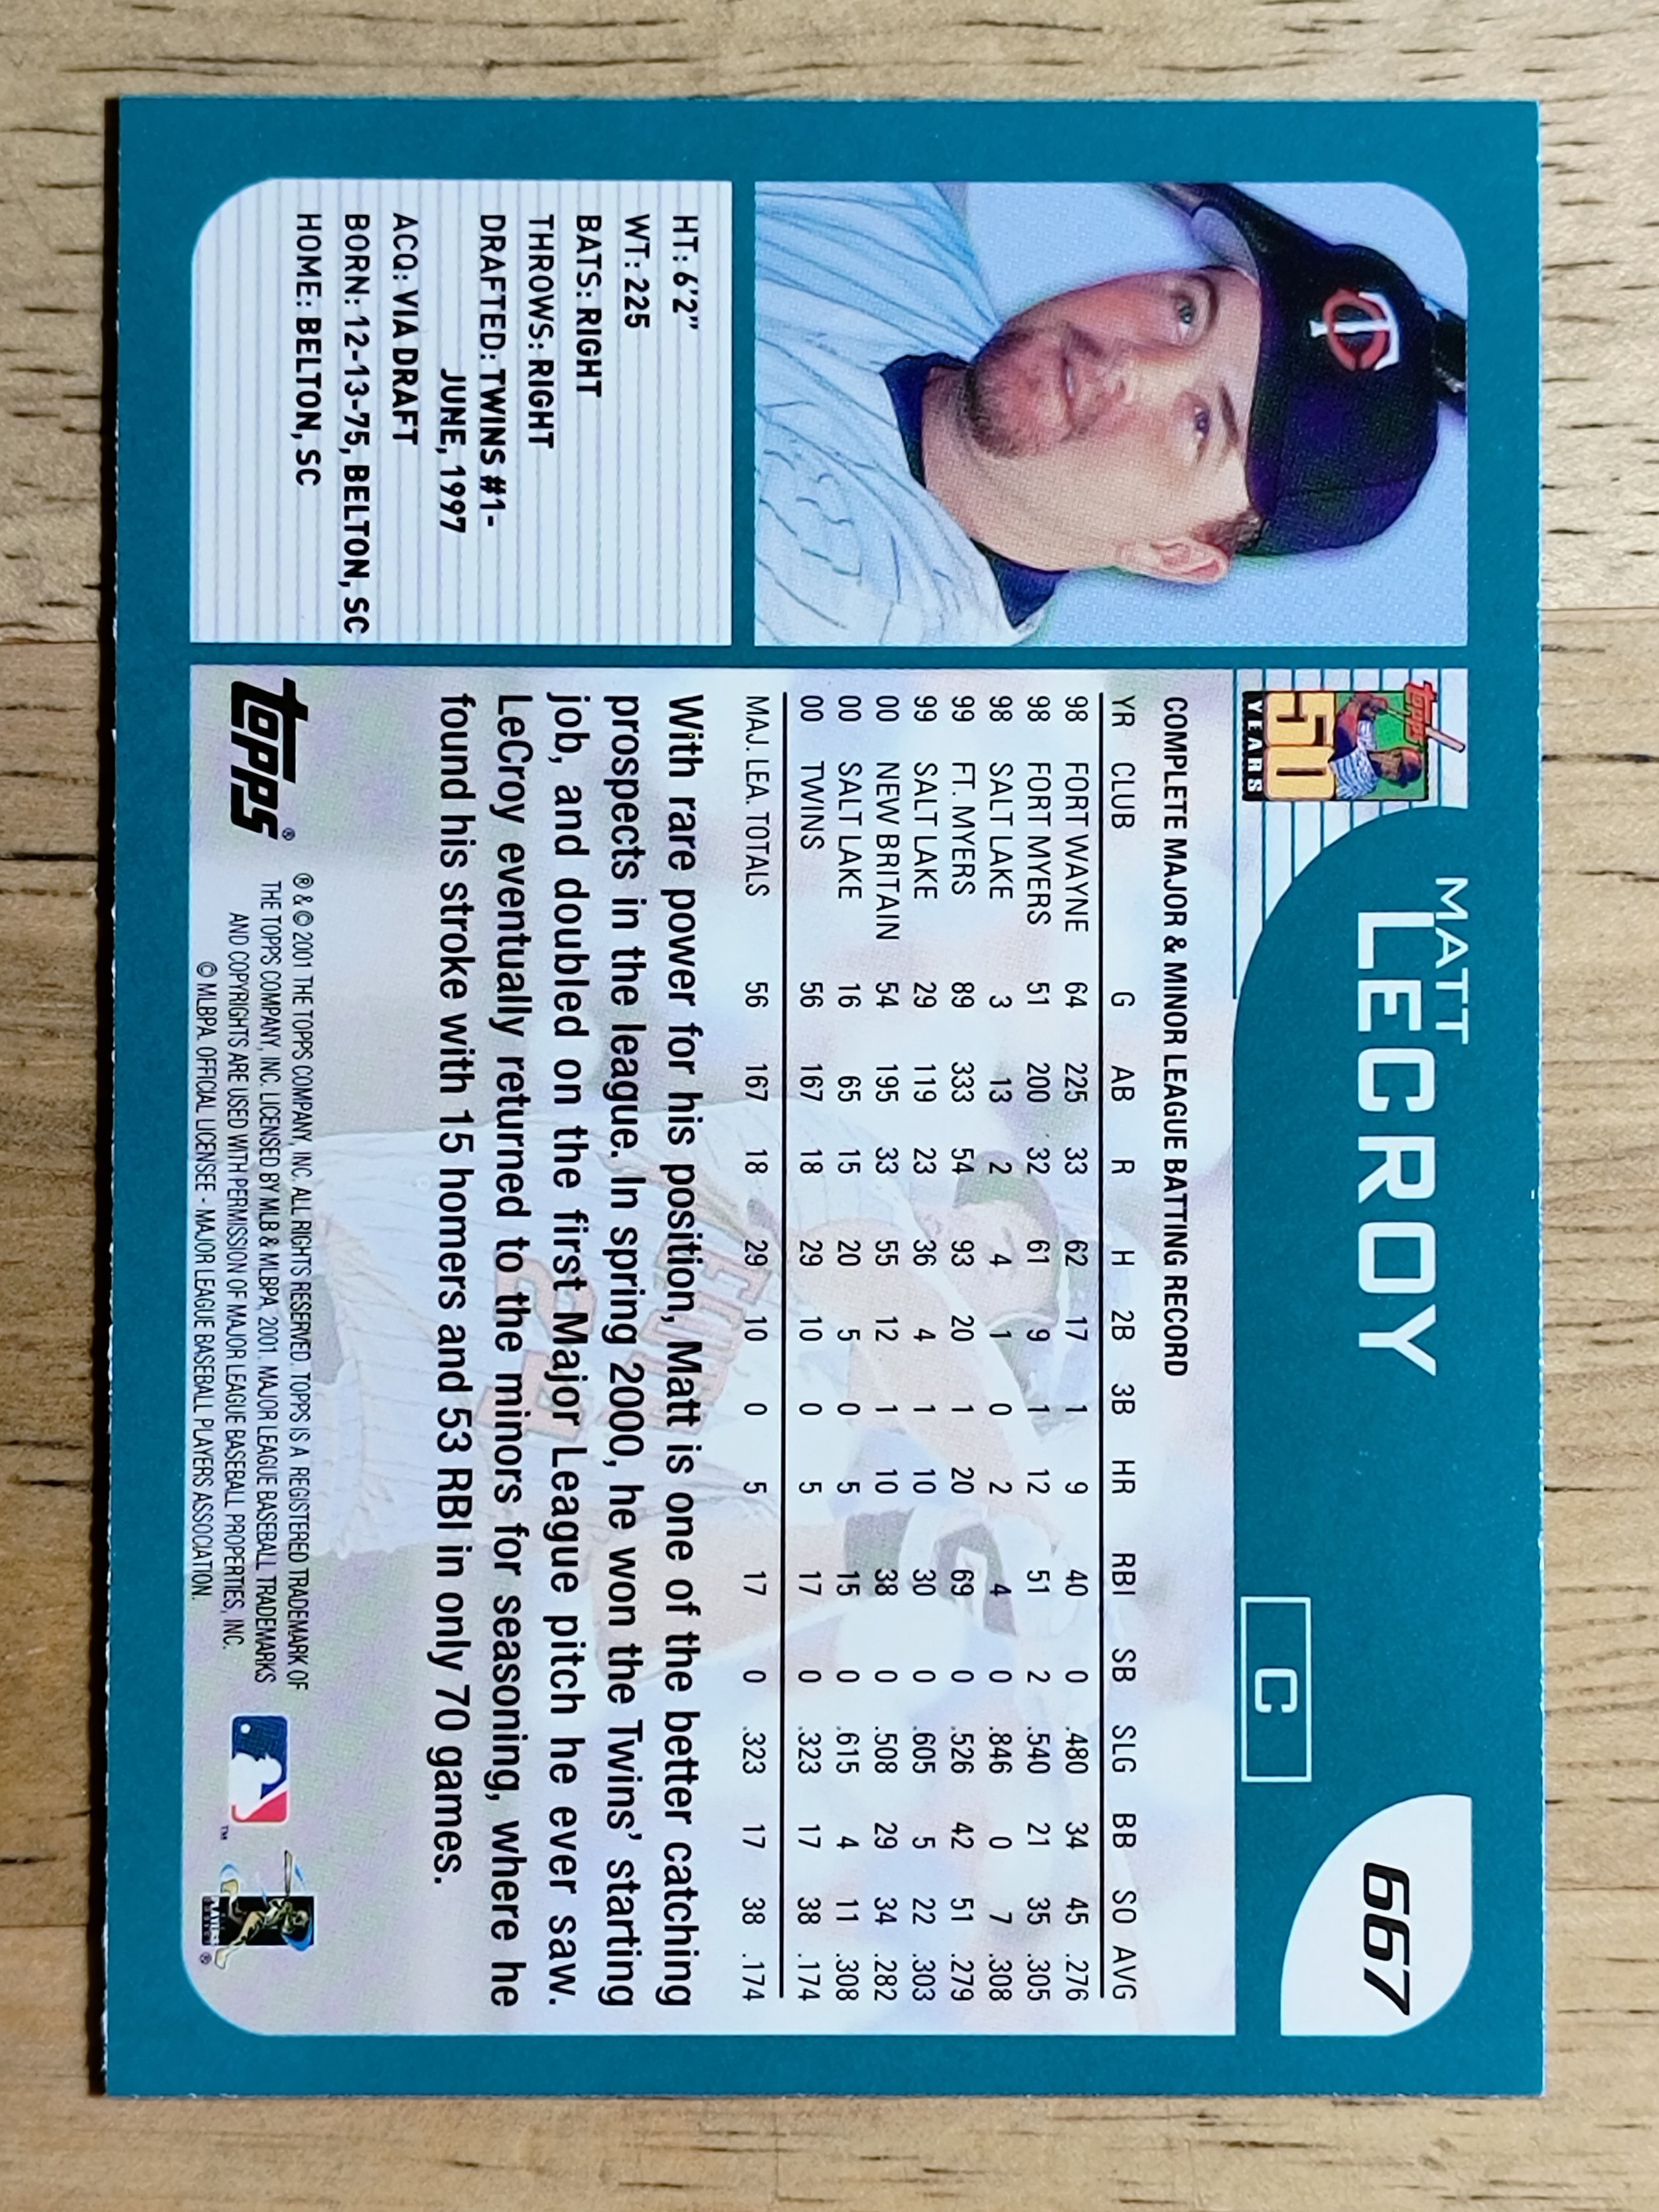 topps
50
YEARS
MATT
LECROY
C
667
HT: 6'2"
WT: 225
BATS: RIGHT
THROWS: RIGHT
DRAFTED: TWINS #1-
JUNE, 1997
ACQ: VIA DRAFT
BORN: 12-13-75, BELTON, SC
HOME: BELTON, SC
COMPLETE MAJOR & MINOR LEAGUE BATTING RECORD
YR CLUB G AB R H 2B 3B HR RBI SB SLG BB SO AVG
98 FORT WAYNE 64 225 33 62 17 1 9 40 0 .480 34 45 .276
98 FORT MYERS 51 200 32 61 9 1 12 51 2 .540 21 35 .305
98 SALT LAKE 3 13 2 4 1 0 2 4 0 .846 0 7 .308
99 FT. MYERS 89 333 54 93 20 1 20 69 0 .526 42 51 .279
99 SALT LAKE 29 119 23 36 4 1 10 30 0 .605 5 22 .303
00 NEW BRITAIN 54 195 33 55 12 1 10 38 0 .508 29 34 .282
00 SALT LAKE 16 65 15 20 5 0 5 15 0 .615 4 11 .308
00 TWINS 56 167 18 29 10 0 5 17 0 .323 17 38 .174
MAJ. LEA. TOTALS 56 167 18 29 10 0 5 17 0 .323 17 38 .174
With rare power for his position, Matt is one of the better catching
prospects in the league. In spring 2000, he won the Twins' starting
job, and doubled on the first Major League pitch he ever saw.
LeCroy eventually returned to the minors for seasoning, where he
found his stroke with 15 homers and 53 RBI in only 70 games.
topps®
® & © 2001 THE TOPPS COMPANY, INC. ALL RIGHTS RESERVED. TOPPS IS A REGISTERED TRADEMARK OF
THE TOPPS COMPANY, INC. LICENSED BY MLB & MLBPA, 2001. MAJOR LEAGUE BASEBALL TRADEMARKS
AND COPYRIGHTS ARE USED WITH PERMISSION OF MAJOR LEAGUE BASEBALL PROPERTIES, INC.
© MLBPA. OFFICIAL LICENSEE - MAJOR LEAGUE BASEBALL PLAYERS ASSOCIATION.
™
®